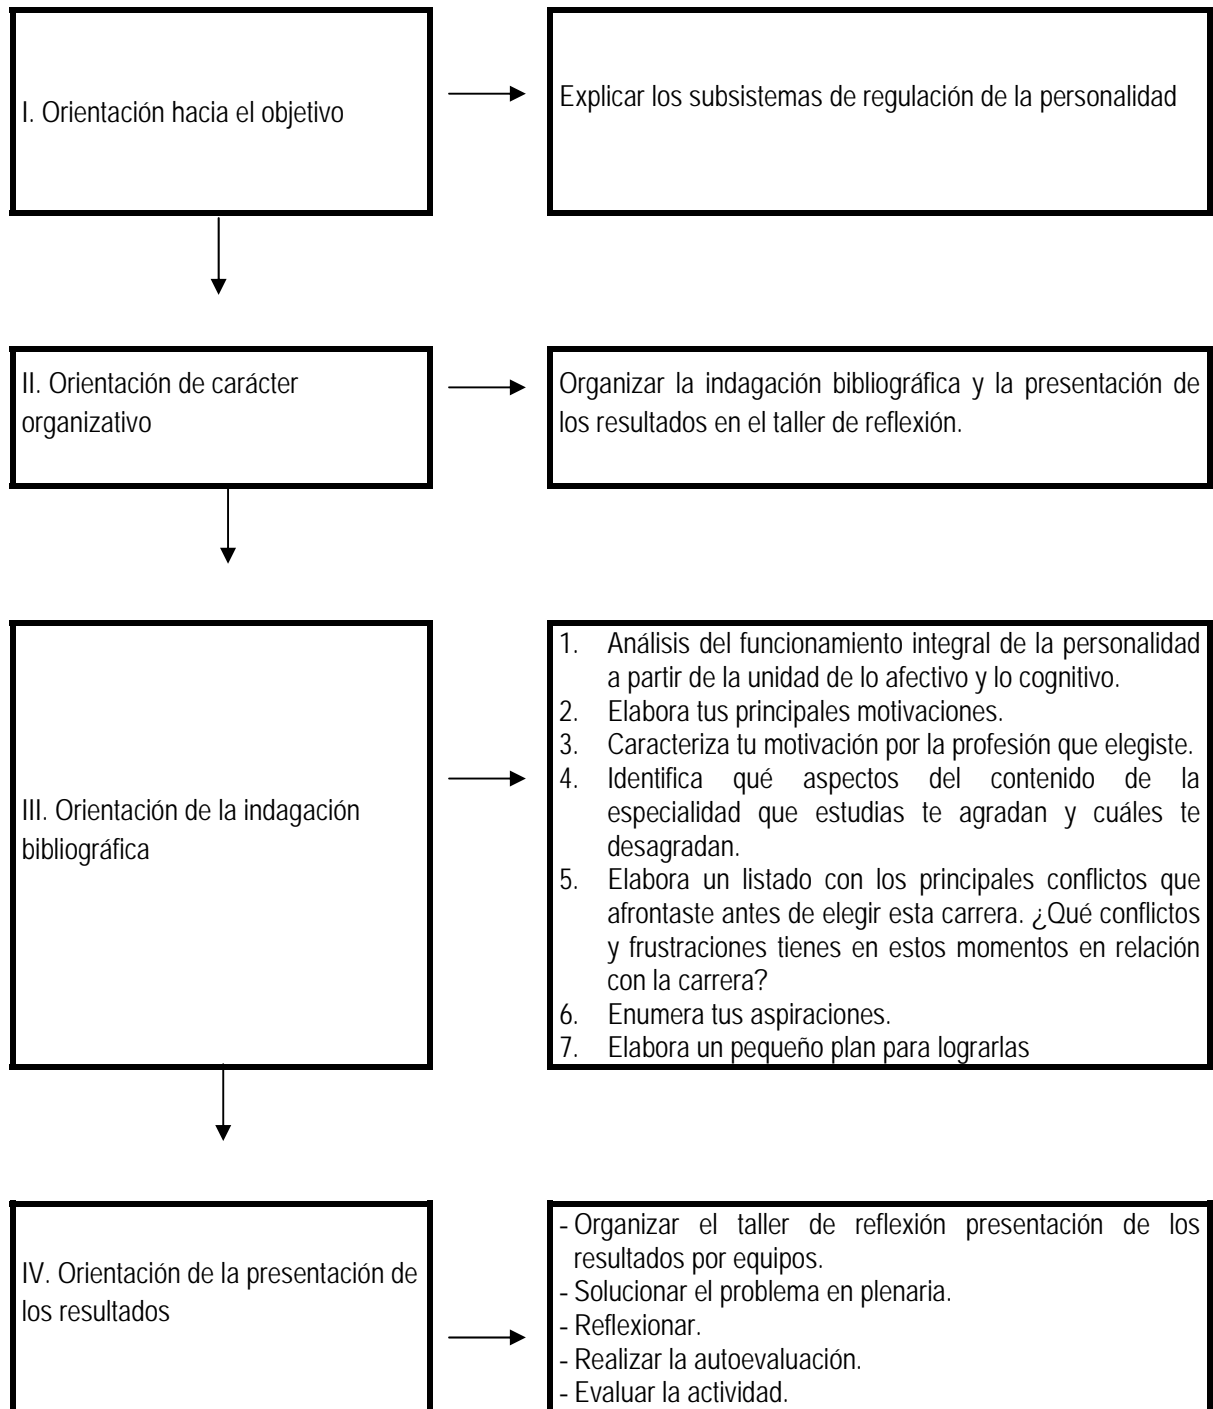 I. Orientación hacia el objetivo
Explicar los subsistemas de regulación de la personalidad
II. Orientación de carácter
organizativo
Organizar la indagación bibliográfica y la presentación de
los resultados en el taller de reflexión.
III. Orientación de la indagación
bibliográfica
1. Análisis del funcionamiento integral de la personalidad
a partir de la unidad de lo afectivo y lo cognitivo.
2. Elabora tus principales motivaciones.
3. Caracteriza tu motivación por la profesión que elegiste.
4. Identifica qué aspectos del contenido de la
especialidad que estudias te agradan y cuáles te
desagradan.
5. Elabora un listado con los principales conflictos que
afrontaste antes de elegir esta carrera. ¿Qué conflictos
y frustraciones tienes en estos momentos en relación
con la carrera?
6. Enumera tus aspiraciones.
7. Elabora un pequeño plan para lograrlas
IV. Orientación de la presentación de
los resultados
- Organizar el taller de reflexión presentación de los
resultados por equipos.
- Solucionar el problema en plenaria.
- Reflexionar.
- Realizar la autoevaluación.
- Evaluar la actividad.